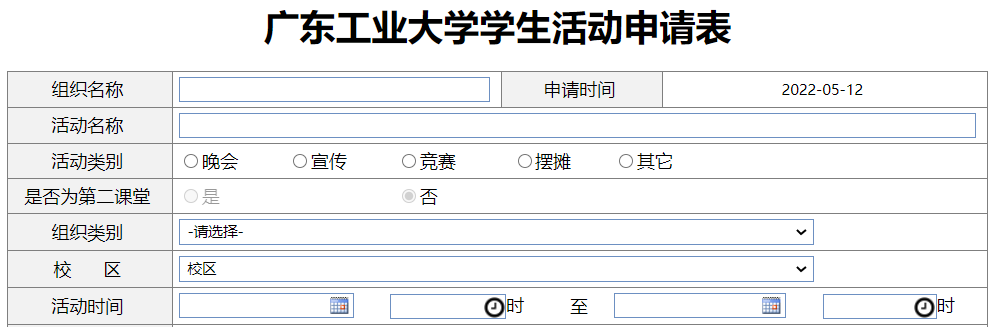 广东工业大学学生活动申请表
组织名称 申请时间 2022-05-12
活动名称
活动类别 晚会 宣传 竞赛 摆摊 其它
是否为第二课堂 是 否
组织类别 -请选择-
校 区 校区
活动时间 时 至 时